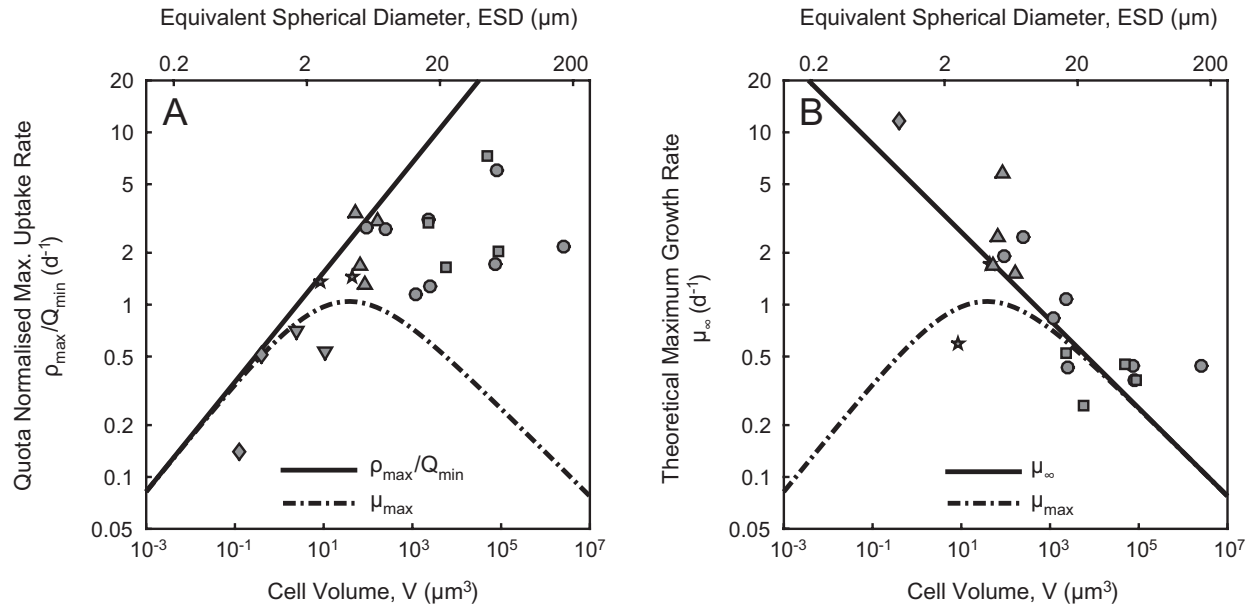 Equivalent Spherical Diameter, ESD (µm)
0.2 2 20 200
A
20
10
5
2
1
0.5
0.2
0.1
0.05
Quota Normalised Max. Uptake Rate
ρmax/Qmin (d-1)
ρmax/Qmin
µmax
10-3 10-1 101 103 105 107
Cell Volume, V (µm3)
Equivalent Spherical Diameter, ESD (µm)
0.2 2 20 200
B
20
10
5
2
1
0.5
0.2
0.1
0.05
Theoretical Maximum Growth Rate
µ∞ (d-1)
µ∞
µmax
10-3 10-1 101 103 105 107
Cell Volume, V (µm3)